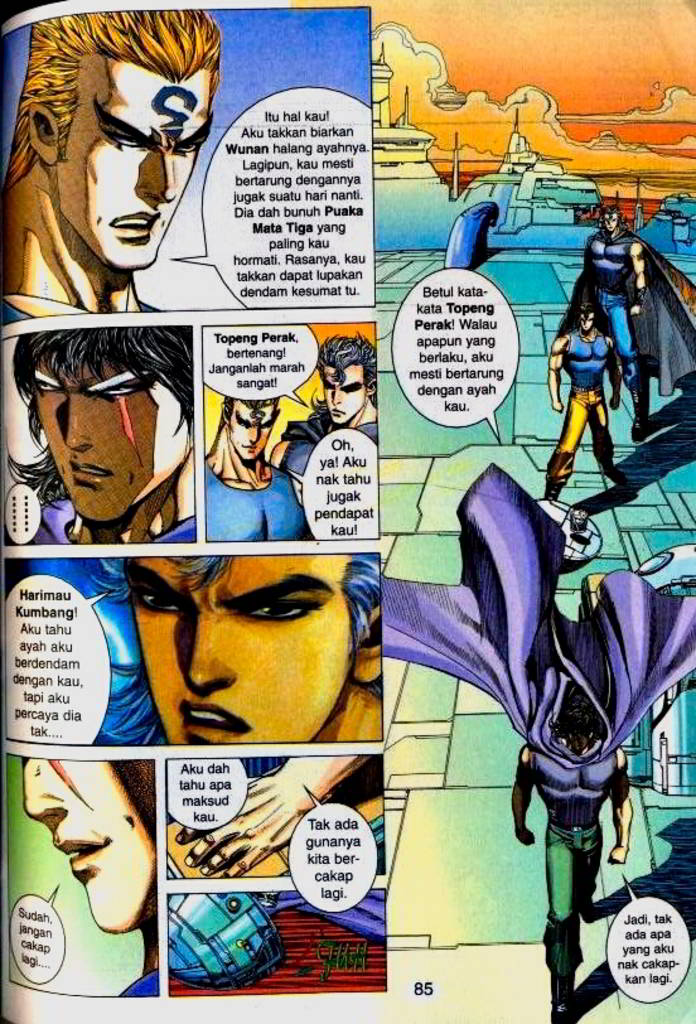 Itu hal kau!
Aku takkan biarkan
Wunan halang ayahnya.
Lagipun, kau mesti
bertarung dengannya
jugak suatu hari nanti.
Dia dah bunuh Puaka
Mata Tiga yang
paling kau
hormati. Rasanya, kau
takkan dapat lupakan
dendam kesumat tu.
Topeng Perak,
bertenang!
Janganlah marah
sangat!
Oh,
ya! Aku
nak tahu
jugak
pendapat
kau!
Harimau
Kumbang!
Aku tahu
ayah aku
berdendam
dengan kau,
tapi aku
percaya dia
tak....
Sudah,
jangan
cakap
lagi....
Aku dah
tahu apa
maksud
kau.
Tak ada
gunanya
kita ber-
cakap
lagi.
Betul kata-
kata Topeng
Perak! Walau
apapun yang
berlaku, aku
mesti bertarung
dengan ayah
kau.
Jadi, tak
ada apa
yang aku
nak cakap-
kan lagi.
85